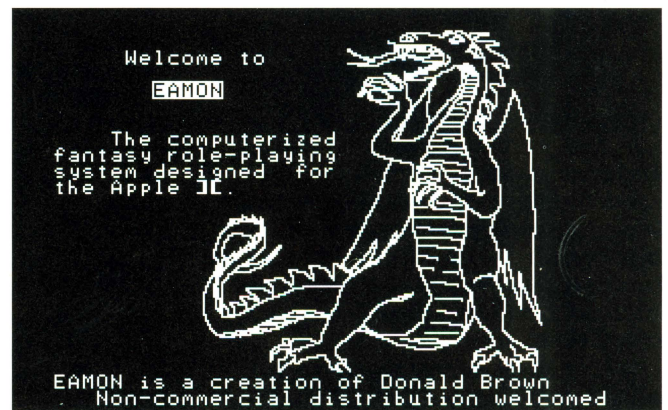 Welcome to
EAMON
The computerized
fantasy role-playing
system designed for
the Apple ][.
EAMON is a creation of Donald Brown
Non-commercial distribution welcomed